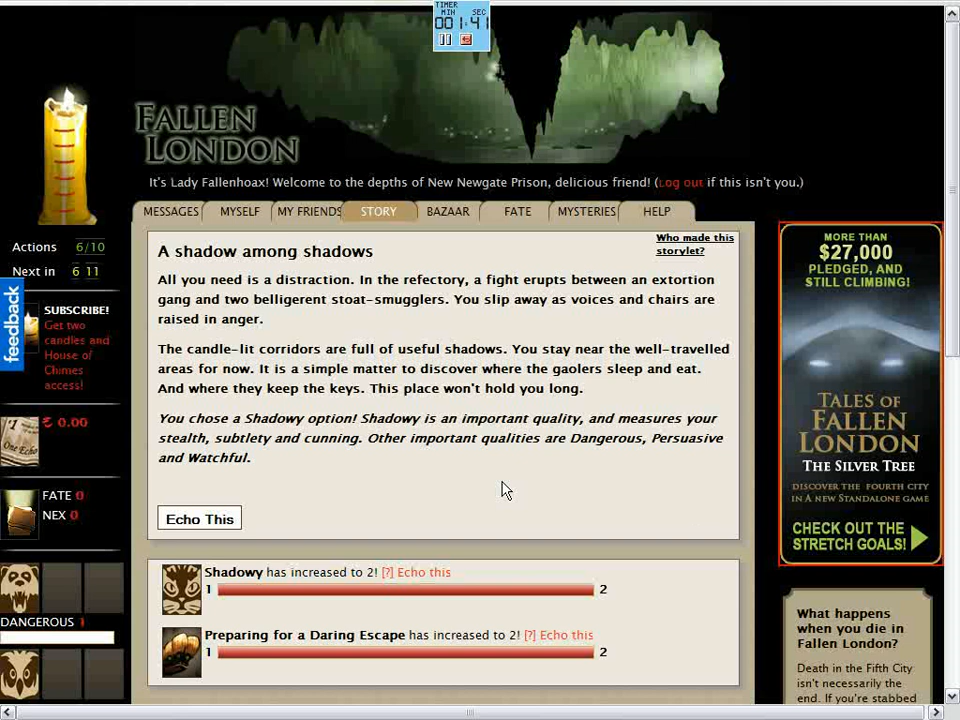 TIMER
MIN SEC
001:41
FALLEN
LONDON
It's Lady Fallenhoax! Welcome to the depths of New Newgate Prison, delicious friend! (Log out if this isn't you.)
MESSAGES MYSELF MY FRIENDS STORY BAZAAR FATE MYSTERIES HELP
Actions 6/10
Next in 6 11
feedback
SUBSCRIBE!
Get two
candles and
House of
Chimes
access!
0.00
One Echo
FATE 0
NEX 0
DANGEROUS 1
A shadow among shadows
Who made this
storylet?
All you need is a distraction. In the refectory, a fight erupts between an extortion
gang and two belligerent stoat-smugglers. You slip away as voices and chairs are
raised in anger.
The candle-lit corridors are full of useful shadows. You stay near the well-travelled
areas for now. It is a simple matter to discover where the gaolers sleep and eat.
And where they keep the keys. This place won't hold you long.
You chose a Shadowy option! Shadowy is an important quality, and measures your
stealth, subtlety and cunning. Other important qualities are Dangerous, Persuasive
and Watchful.
Echo This
Shadowy has increased to 2! [?] Echo this
1 2
Preparing for a Daring Escape has increased to 2! [?] Echo this
1 2
MORE THAN
$27,000
PLEDGED, AND
STILL CLIMBING!
TALES OF
FALLEN
LONDON
THE SILVER TREE
DISCOVER THE FOURTH CITY
IN A NEW STANDALONE GAME
CHECK OUT THE
STRETCH GOALS!
What happens
when you die in
Fallen London?
Death in the Fifth City
isn't necessarily the
end. If you're stabbed